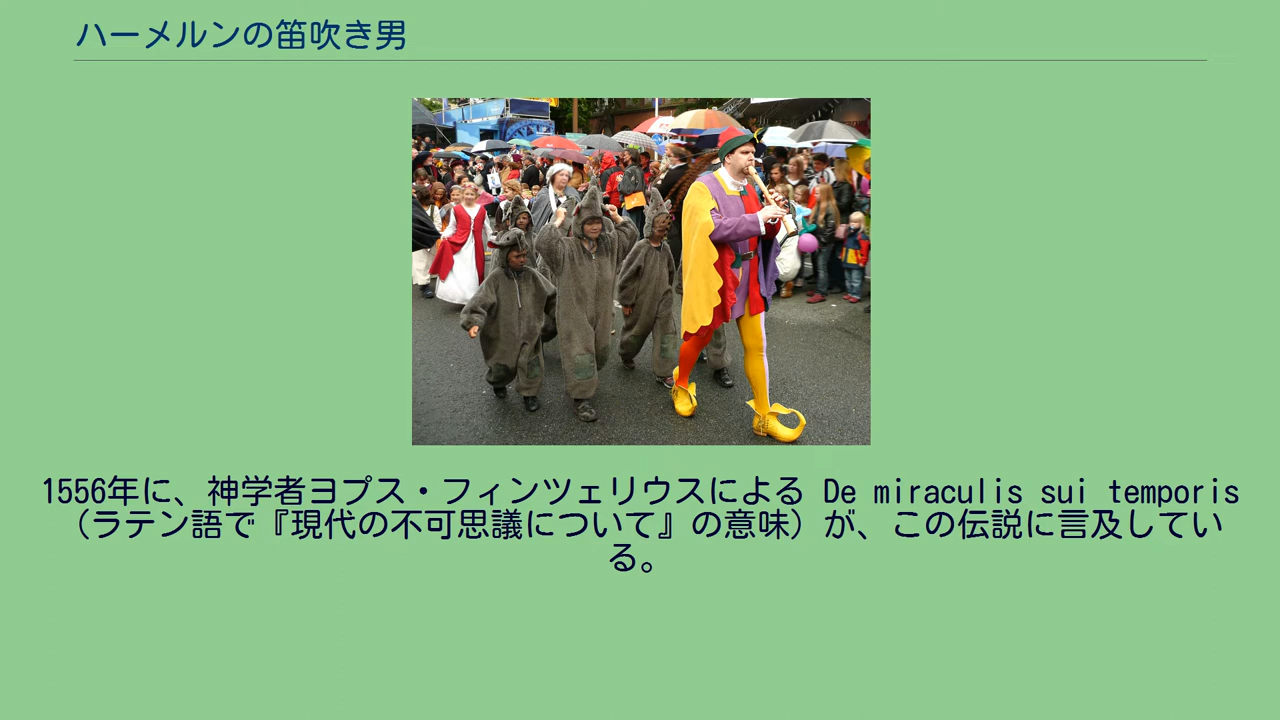 ハーメルンの笛吹き男
1556年に、神学者ヨプス・フィンツェリウスによる De miraculis sui temporis
（ラテン語で『現代の不可思議について』の意味）が、この伝説に言及してい
る。